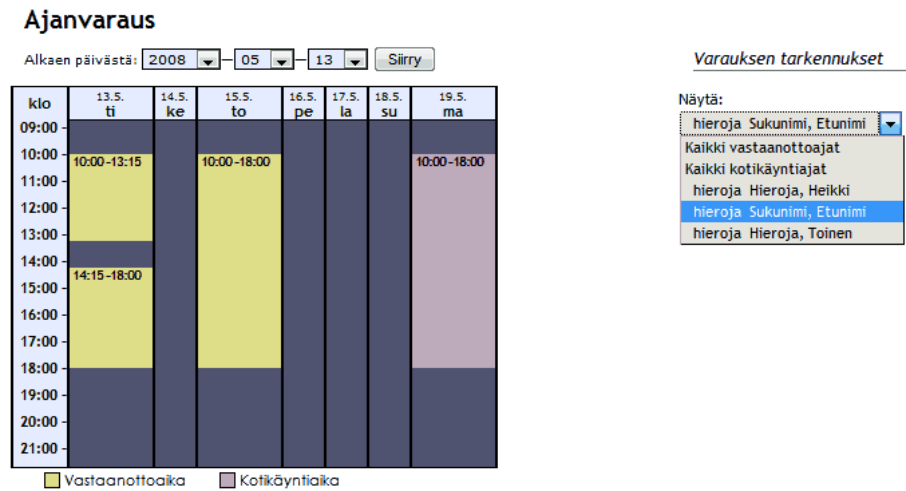 Ajanvaraus
Alkaen päivästä: 2008 – 05 – 13 Siirry
klo 13.5. ti 14.5. ke 15.5. to 16.5. pe 17.5. la 18.5. su 19.5. ma
09:00 -
10:00 - 10:00-13:15 10:00-18:00 10:00-18:00
11:00 -
12:00 -
13:00 -
14:00 - 14:15-18:00
15:00 -
16:00 -
17:00 -
18:00 -
19:00 -
20:00 -
21:00 -
Vastaanottoaika Kotikäyntiaika
Varauksen tarkennukset
Näytä:
hieroja Sukunimi, Etunimi
Kaikki vastaanottoajat
Kaikki kotikäyntiajat
hieroja Hieroja, Heikki
hieroja Sukunimi, Etunimi
hieroja Hieroja, Toinen